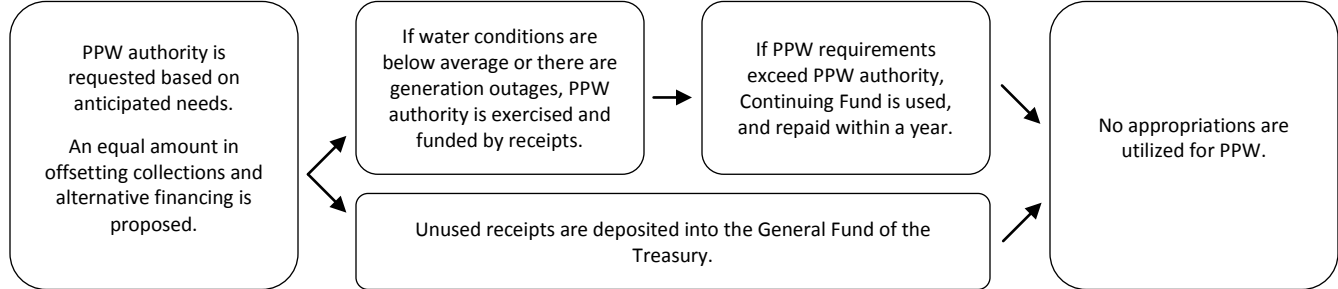 PPW authority is
requested based on
anticipated needs.
An equal amount in
offsetting collections and
alternative financing is
proposed.
If water conditions are
below average or there are
generation outages, PPW
authority is exercised and
funded by receipts.
If PPW requirements
exceed PPW authority,
Continuing Fund is used,
and repaid within a year.
Unused receipts are deposited into the General Fund of the
Treasury.
No appropriations are
utilized for PPW.